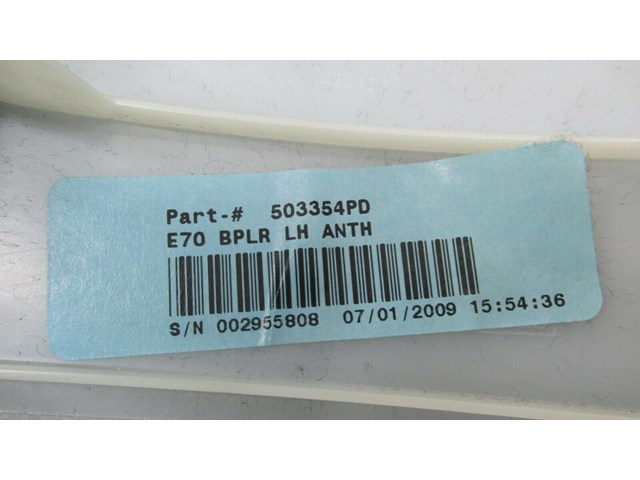 Part-# 503354PD
E70 BPLR LH ANTH
S/N 002955808 07/01/2009 15:54:36